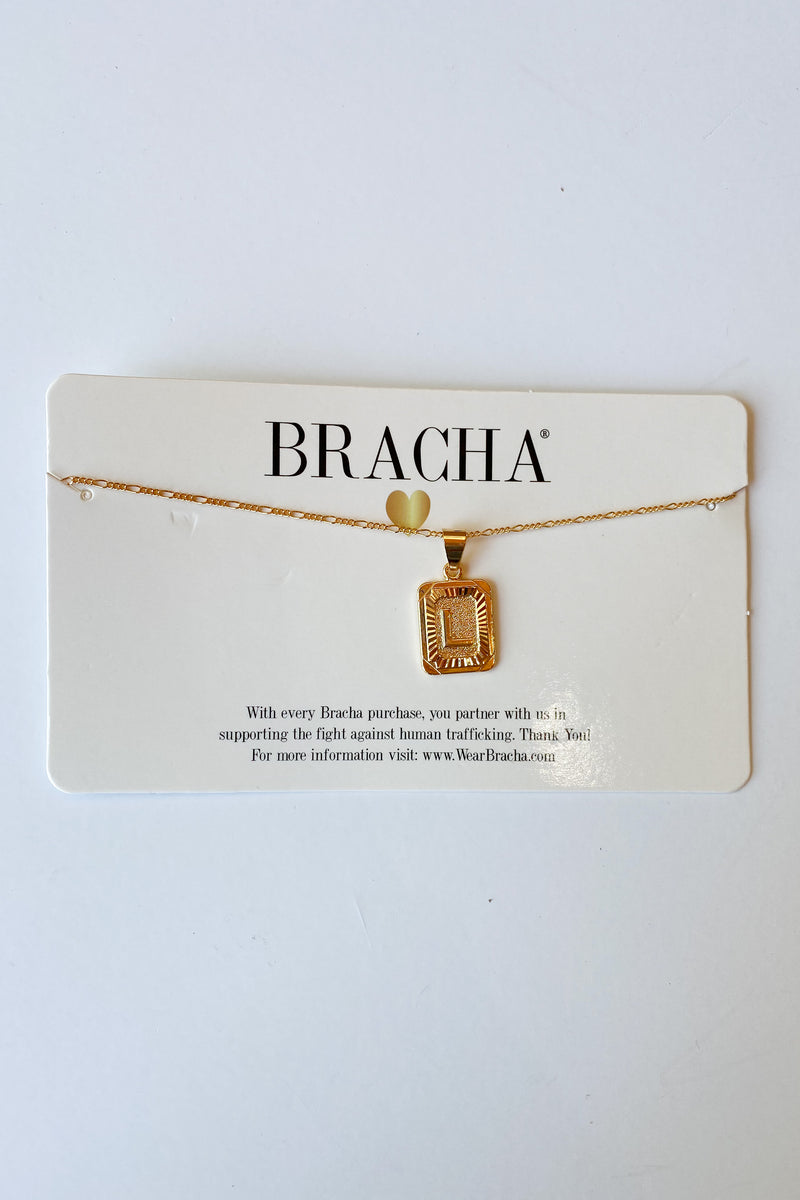 BRACHA®
L
With every Bracha purchase, you partner with us in
supporting the fight against human trafficking. Thank You!
For more information visit: www.WearBracha.com